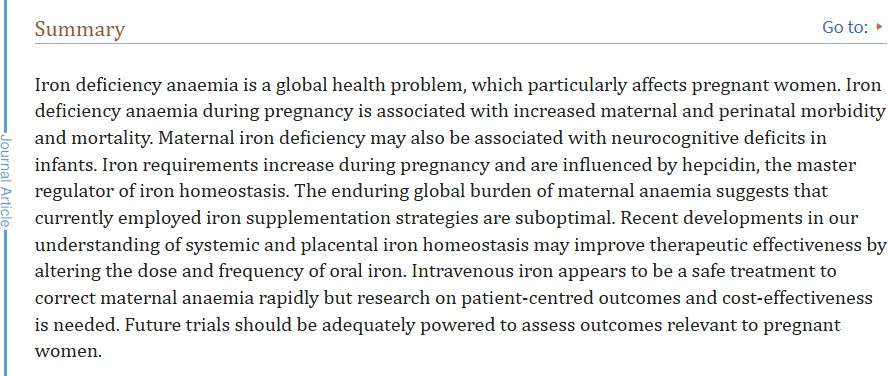 Summary
Go to:
Journal Article
Iron deficiency anaemia is a global health problem, which particularly affects pregnant women. Iron
deficiency anaemia during pregnancy is associated with increased maternal and perinatal morbidity
and mortality. Maternal iron deficiency may also be associated with neurocognitive deficits in
infants. Iron requirements increase during pregnancy and are influenced by hepcidin, the master
regulator of iron homeostasis. The enduring global burden of maternal anaemia suggests that
currently employed iron supplementation strategies are suboptimal. Recent developments in our
understanding of systemic and placental iron homeostasis may improve therapeutic effectiveness by
altering the dose and frequency of oral iron. Intravenous iron appears to be a safe treatment to
correct maternal anaemia rapidly but research on patient-centred outcomes and cost-effectiveness
is needed. Future trials should be adequately powered to assess outcomes relevant to pregnant
women.